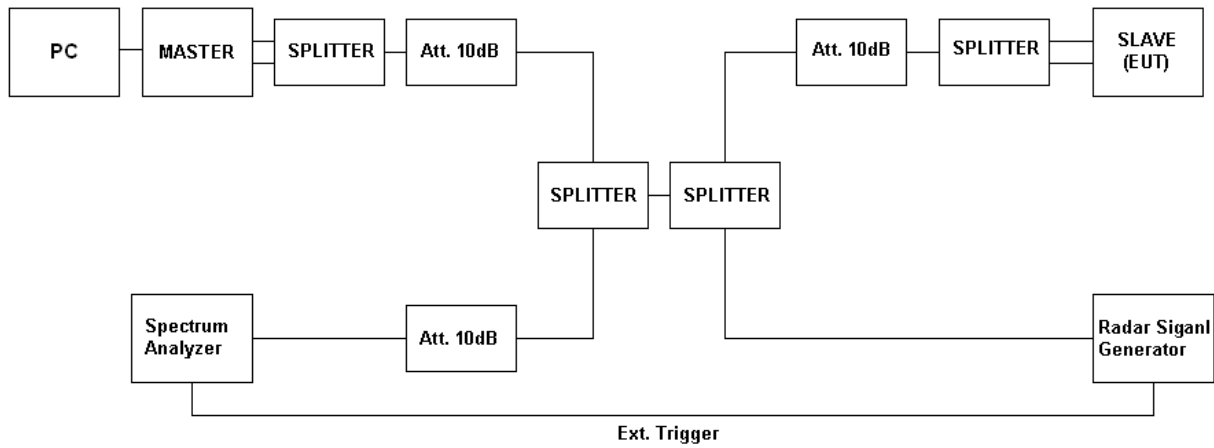 PC
MASTER
SPLITTER
Att. 10dB
Att. 10dB
SPLITTER
SLAVE
(EUT)
SPLITTER
SPLITTER
Spectrum
Analyzer
Att. 10dB
Radar Siganl
Generator
Ext. Trigger